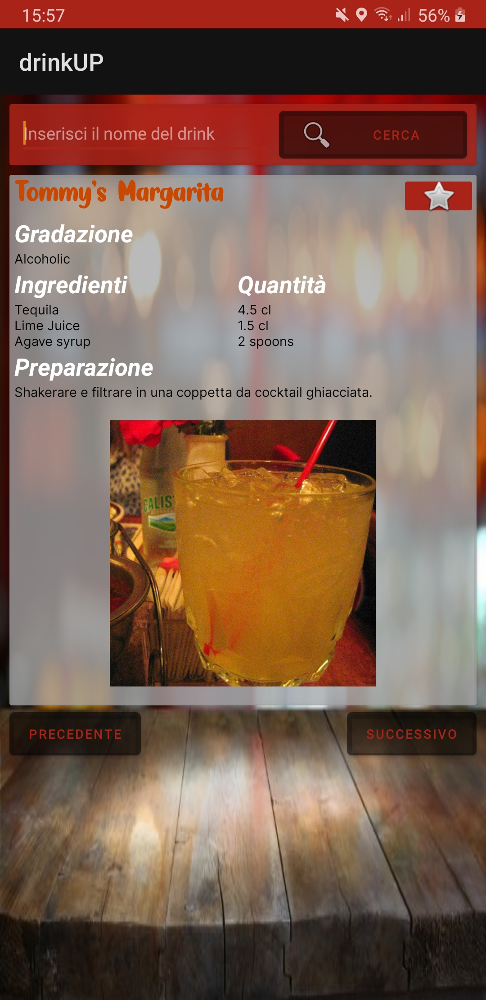 15:57
56%
drinkUP
Inserisci il nome del drink
CERCA
Tommy's Margarita
Gradazione
Alcoholic
Ingredienti Quantità
Tequila 4.5 cl
Lime Juice 1.5 cl
Agave syrup 2 spoons
Preparazione
Shakerare e filtrare in una coppetta da cocktail ghiacciata.
CALIS
PRECEDENTE
SUCCESSIVO